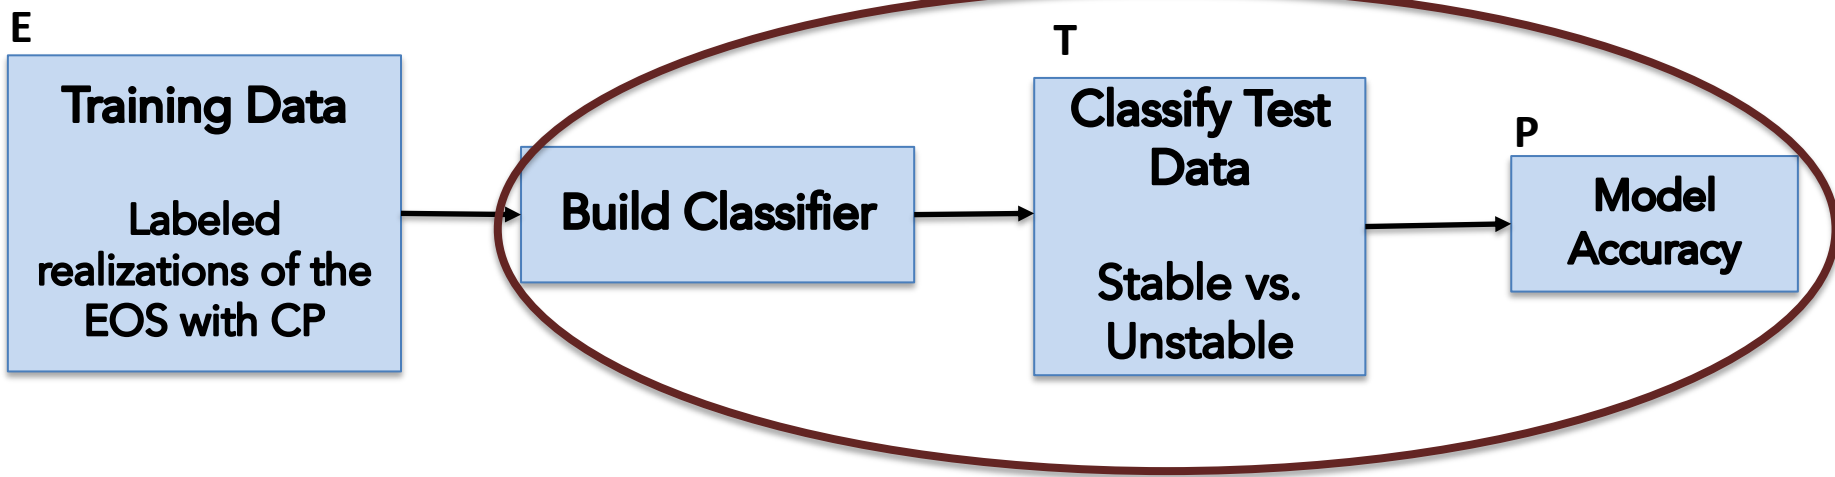 E
Training Data
Labeled
realizations of the
EOS with CP
Build Classifier
T
Classify Test
Data
Stable vs.
Unstable
P
Model
Accuracy